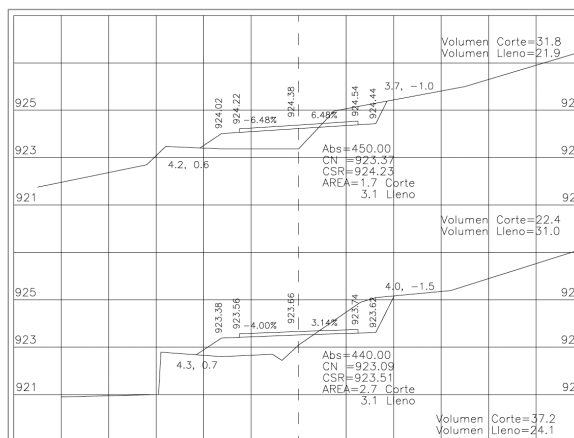 Volumen Corte=31.8
Volumen Lleno=21.9
924.02
924.22
924.38
924.54
924.44
3.7, -1.0
925
-6.48%
6.48%
923
4.2, 0.6
Abs=450.00
CN =923.37
CSR=924.23
AREA=1.7 Corte
3.1 Lleno
921
Volumen Corte=22.4
Volumen Lleno=31.0
923.38
923.56
923.66
923.74
923.62
4.0, -1.5
925
-4.00%
3.14%
923
4.3, 0.7
Abs=440.00
CN =923.09
CSR=923.51
AREA=2.7 Corte
3.1 Lleno
921
Volumen Corte=37.2
Volumen Lleno=24.1